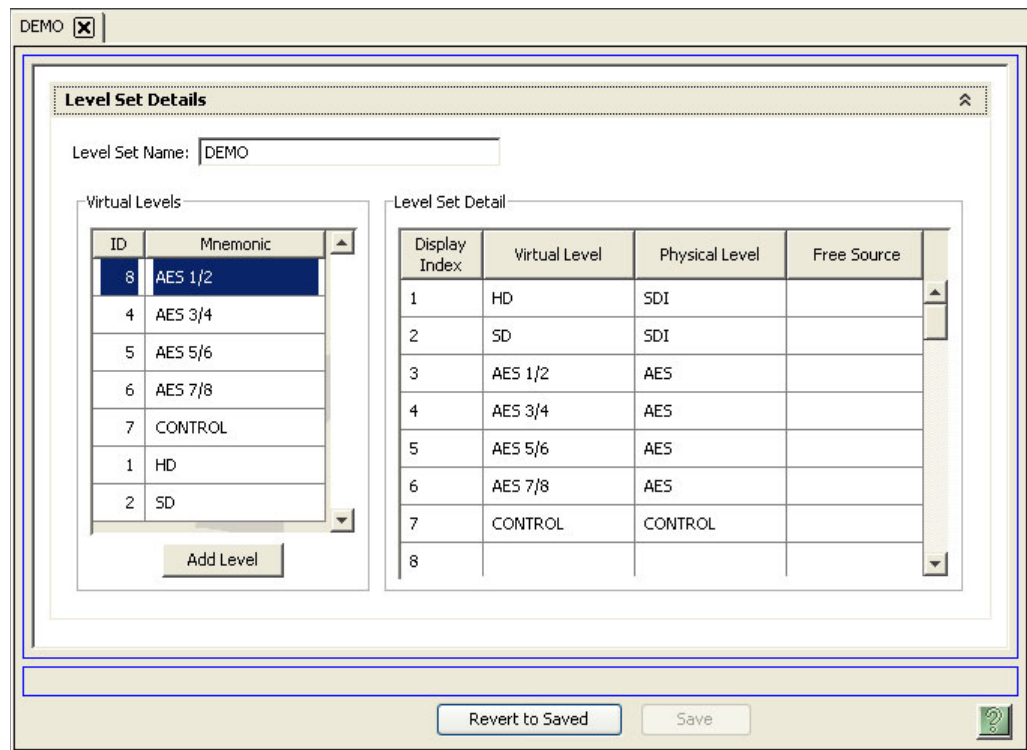 DEMO
Level Set Details
Level Set Name: DEMO
Virtual Levels
ID Mnemonic
8 AES 1/2
4 AES 3/4
5 AES 5/6
6 AES 7/8
7 CONTROL
1 HD
2 SD
Add Level
Level Set Detail
Display Index Virtual Level Physical Level Free Source
1 HD SDI
2 SD SDI
3 AES 1/2 AES
4 AES 3/4 AES
5 AES 5/6 AES
6 AES 7/8 AES
7 CONTROL CONTROL
8
Revert to Saved Save ?